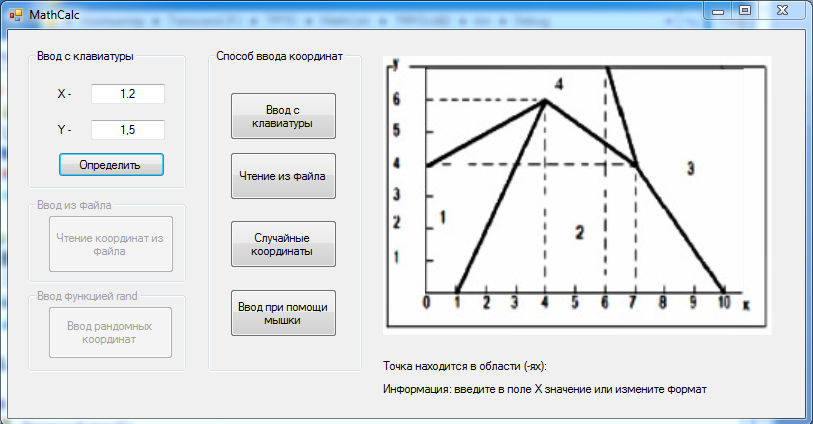 MathCalc
Ввод с клавиатуры
X - 1.2
Y - 1,5
Определить
Ввод из файла
Чтение координат из
файла
Ввод функцией rand
Ввод рандомных
координат
Способ ввода координат
Ввод с
клавиатуры
Чтение из файла
Случайные
координаты
Ввод при помощи
мышки
У
4
6
4
3
3
1
2
2
1
0 1 2 3 4 5 6 7 8 9 10 х
Точка находится в области (-ях):
Информация: введите в поле X значение или измените формат